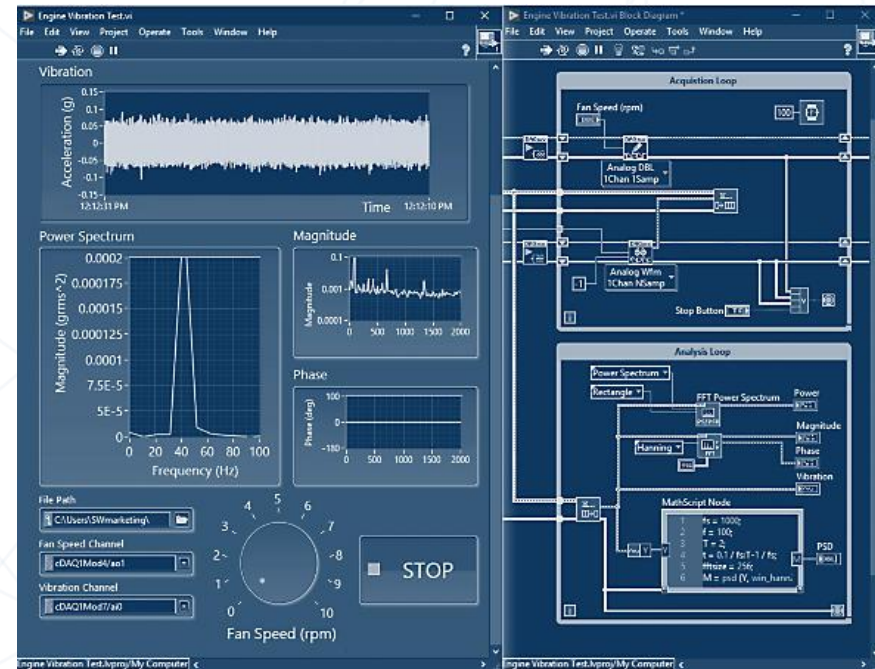 Engine Vibration Test.vi
File Edit View Project Operate Tools Window Help
Vibration
Acceleration (g)
0.15
0.1
0.05
0
-0.05
-0.1
-0.15
12:12:31 PM Time 12:12:10 PM
Power Spectrum
Magnitude (grms^2)
0.0002
0.000175
0.00015
0.000125
0.0001
7.5E-5
5E-5
0
0 20 40 60 80 100
Frequency (Hz)
Magnitude
Magnitude
0.1
0.001
0.0001
0 500 1000 1500 2000
Phase
Phase (deg)
100
0
-180
0 500 1000 1500 2000
File Path
C:\Users\SWmarketing\
Fan Speed Channel
cDAQ1Mod4/ao1
Vibration Channel
cDAQ1Mod7/ai0
0 1 2 3 4 5 6 7 8 9 10
Fan Speed (rpm)
STOP
Engine Vibration Test.lvproj/My Computer
Engine Vibration Test.vi Block Diagram *
File Edit View Project Operate Tools Window Help
Acquistion Loop
Fan Speed (rpm)
100
Analog DBL
1Chan 1Samp
Analog Wfm
1Chan NSamp
-1
Stop Button
i
Analysis Loop
Power Spectrum
Rectangle
FFT Power Spectrum
Power
Magnitude
Hanning
Phase
Vibration
MathScript Node
1 fs = 1000;
2 f = 100;
3 T = 2;
4 t = 0.1 / fs:T-1 / fs;
5 fftsize = 256;
6 M = psd (Y, win_hann,
Y
PSD
i
Engine Vibration Test.lvproj/My Computer